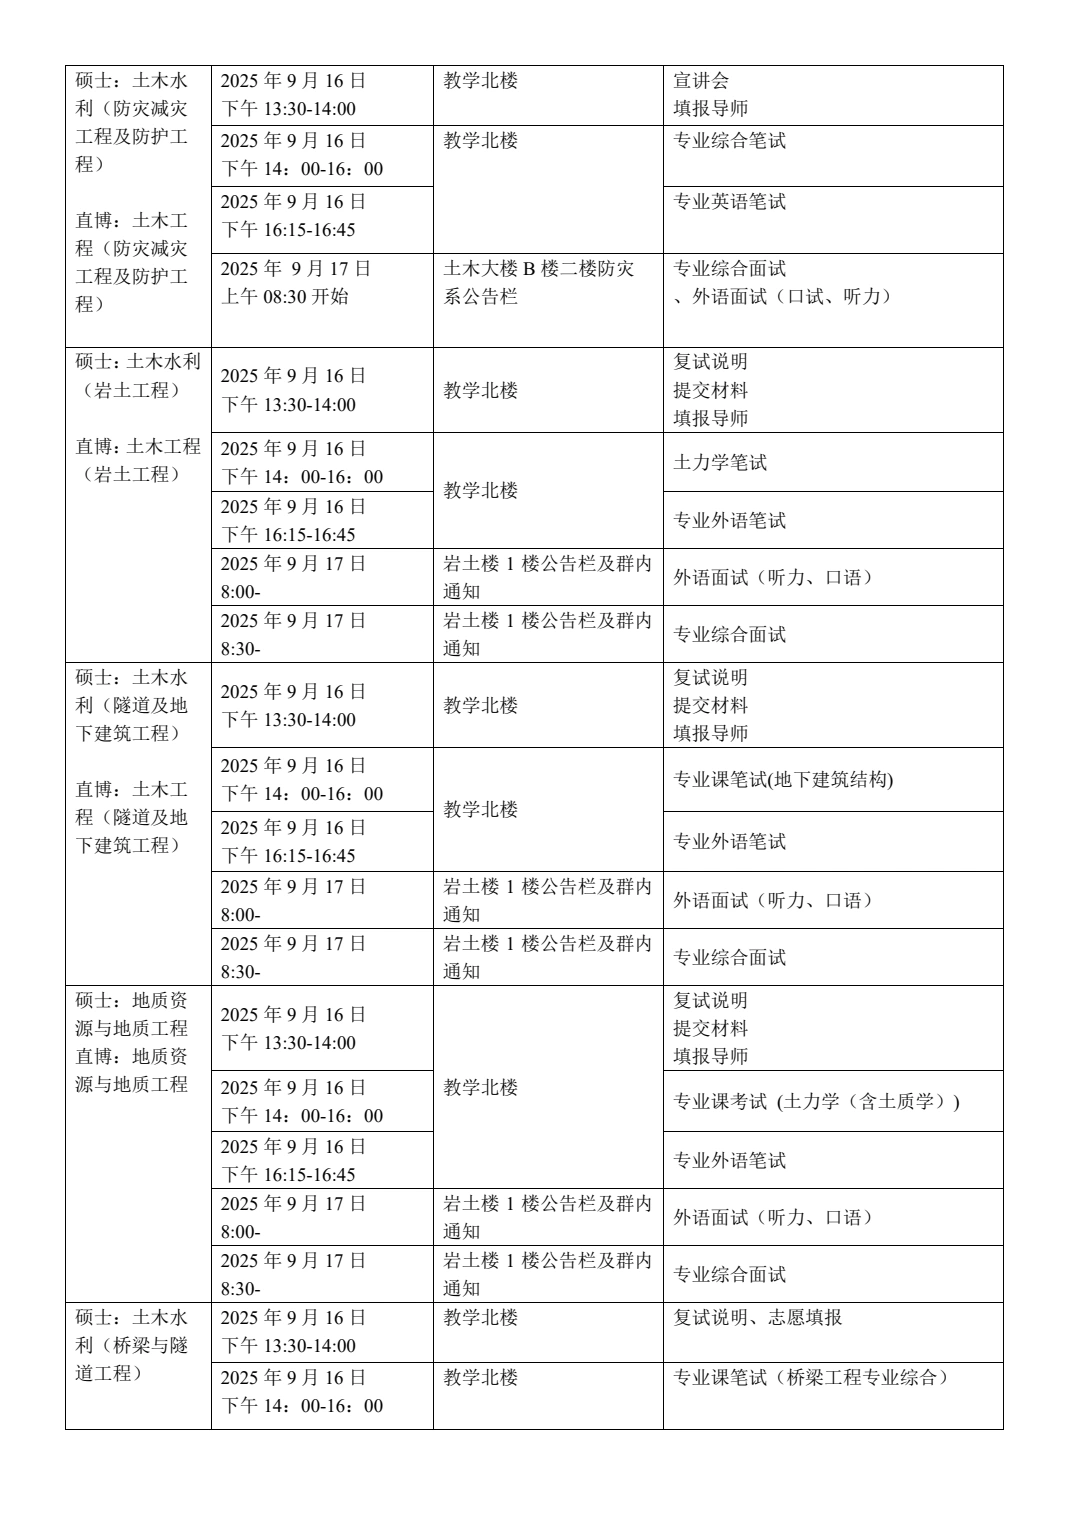 硕士：土木水
利（防灾减灾
工程及防护工
程）
直博：土木工
程（防灾减灾
工程及防护工
程）
2025 年 9 月 16 日
下午 13:30-14:00
教学北楼
宣讲会
填报导师
2025 年 9 月 16 日
下午 14：00-16：00
教学北楼
专业综合笔试
2025 年 9 月 16 日
下午 16:15-16:45
专业英语笔试
2025 年 9 月 17 日
上午 08:30 开始
土木大楼 B 楼二楼防灾
系公告栏
专业综合面试
、外语面试（口试、听力）
硕士：土木水利
（岩土工程）
直博：土木工程
（岩土工程）
2025 年 9 月 16 日
下午 13:30-14:00
教学北楼
复试说明
提交材料
填报导师
2025 年 9 月 16 日
下午 14：00-16：00
教学北楼
土力学笔试
2025 年 9 月 16 日
下午 16:15-16:45
专业外语笔试
2025 年 9 月 17 日
8:00-
岩土楼 1 楼公告栏及群内
通知
外语面试（听力、口语）
2025 年 9 月 17 日
8:30-
岩土楼 1 楼公告栏及群内
通知
专业综合面试
硕士：土木水
利（隧道及地
下建筑工程）
直博：土木工
程（隧道及地
下建筑工程）
2025 年 9 月 16 日
下午 13:30-14:00
教学北楼
复试说明
提交材料
填报导师
2025 年 9 月 16 日
下午 14：00-16：00
教学北楼
专业课笔试(地下建筑结构)
2025 年 9 月 16 日
下午 16:15-16:45
专业外语笔试
2025 年 9 月 17 日
8:00-
岩土楼 1 楼公告栏及群内
通知
外语面试（听力、口语）
2025 年 9 月 17 日
8:30-
岩土楼 1 楼公告栏及群内
通知
专业综合面试
硕士：地质资
源与地质工程
直博：地质资
源与地质工程
2025 年 9 月 16 日
下午 13:30-14:00
教学北楼
复试说明
提交材料
填报导师
2025 年 9 月 16 日
下午 14：00-16：00
专业课考试 (土力学（含土质学）)
2025 年 9 月 16 日
下午 16:15-16:45
专业外语笔试
2025 年 9 月 17 日
8:00-
岩土楼 1 楼公告栏及群内
通知
外语面试（听力、口语）
2025 年 9 月 17 日
8:30-
岩土楼 1 楼公告栏及群内
通知
专业综合面试
硕士：土木水
利（桥梁与隧
道工程）
2025 年 9 月 16 日
下午 13:30-14:00
教学北楼
复试说明、志愿填报
2025 年 9 月 16 日
下午 14：00-16：00
教学北楼
专业课笔试（桥梁工程专业综合）